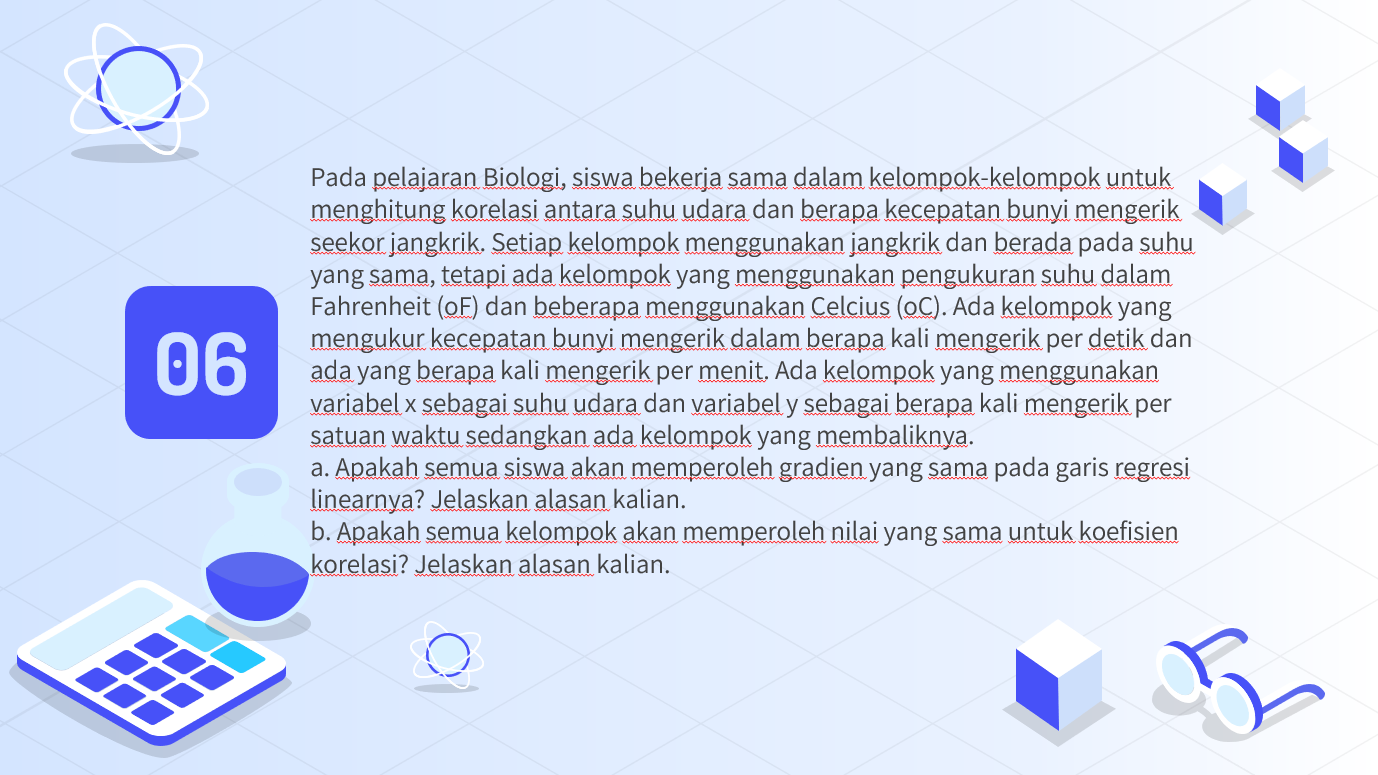 Pada pelajaran Biologi, siswa bekerja sama dalam kelompok-kelompok untuk
menghitung korelasi antara suhu udara dan berapa kecepatan bunyi mengerik
seekor jangkrik. Setiap kelompok menggunakan jangkrik dan berada pada suhu
yang sama, tetapi ada kelompok yang menggunakan pengukuran suhu dalam
Fahrenheit (oF) dan beberapa menggunakan Celcius (oC). Ada kelompok yang
mengukur kecepatan bunyi mengerik dalam berapa kali mengerik per detik dan
ada yang berapa kali mengerik per menit. Ada kelompok yang menggunakan
variabel x sebagai suhu udara dan variabel y sebagai berapa kali mengerik per
satuan waktu sedangkan ada kelompok yang membaliknya.
a. Apakah semua siswa akan memperoleh gradien yang sama pada garis regresi
linearnya? Jelaskan alasan kalian.
b. Apakah semua kelompok akan memperoleh nilai yang sama untuk koefisien
korelasi? Jelaskan alasan kalian.
06